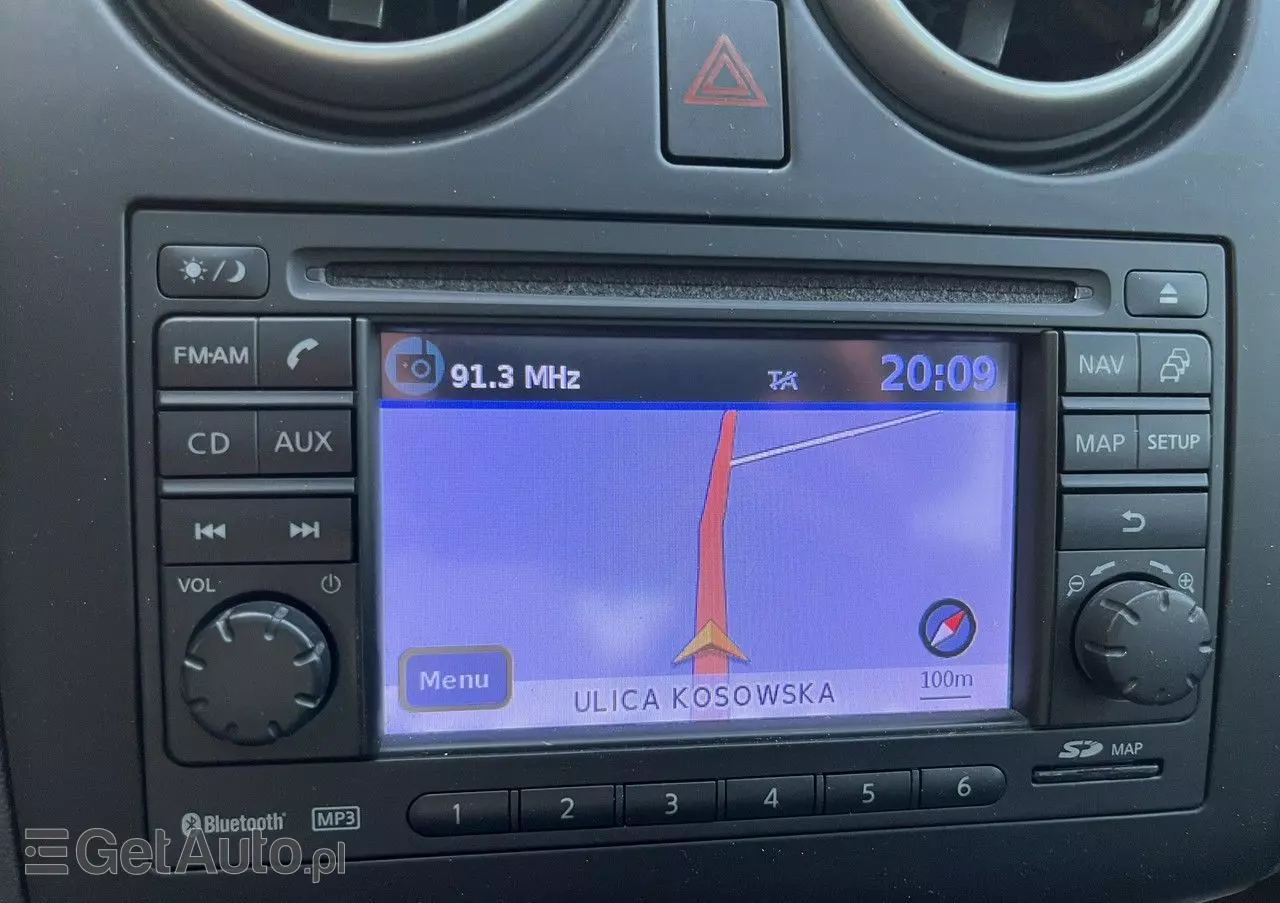 FM·AM
CD AUX
VOL
91.3 MHz TA 20:09
Menu
ULICA KOSOWSKA
100m
NAV
MAP SETUP
SD MAP
Bluetooth® MP3
1 2 3 4 5 6
GetAuto.pl